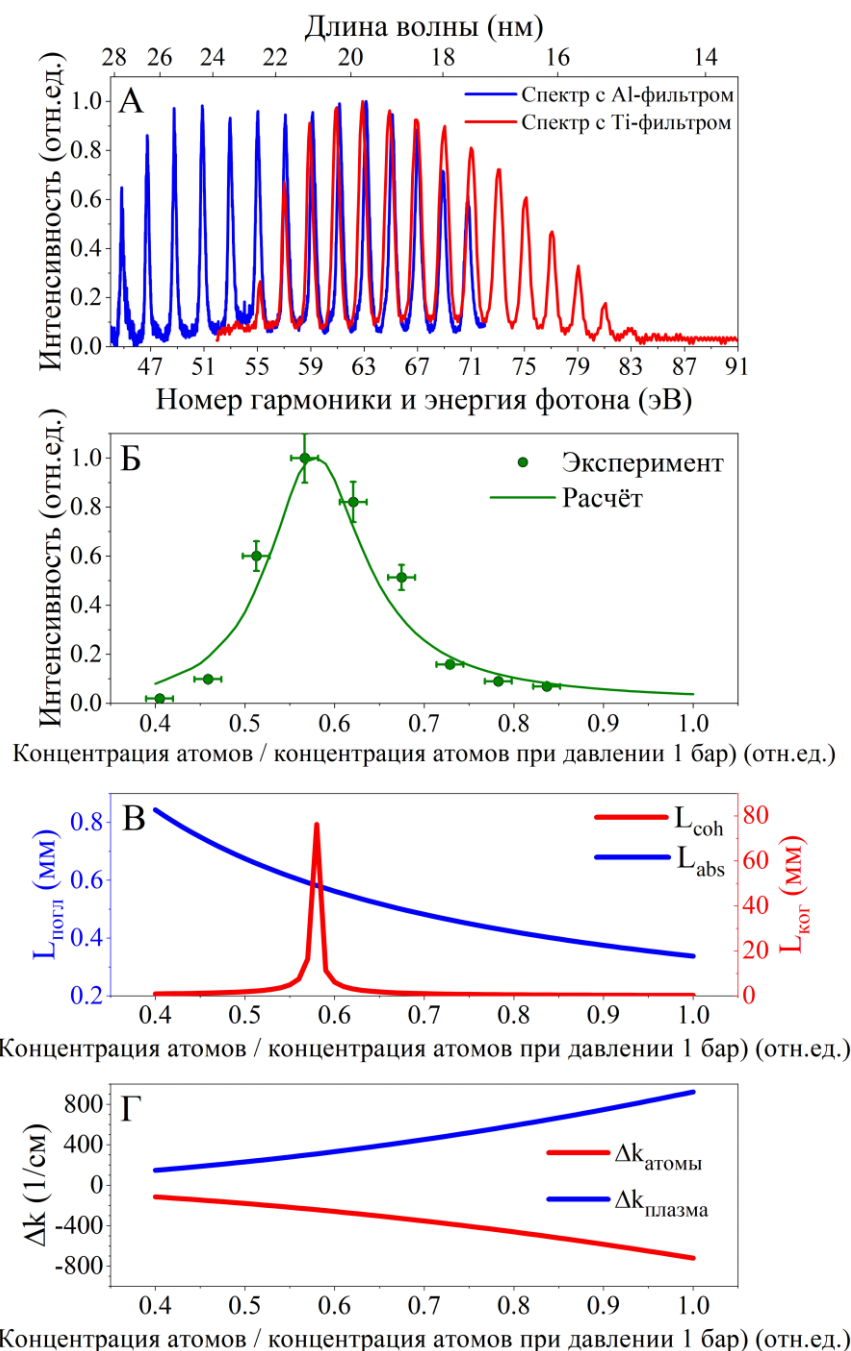 Длина волны (нм)
28 26 24 22 20 18 16 14
А
Спектр с Al-фильтром
Спектр с Ti-фильтром
Интенсивность (отн.ед.)
1.0
0.8
0.6
0.4
0.2
0.0
47 51 55 59 63 67 71 75 79 83 87 91
Номер гармоники и энергия фотона (эВ)
Б
Эксперимент
Расчёт
Интенсивность (отн.ед.)
1.0
0.8
0.6
0.4
0.2
0.0
0.4 0.5 0.6 0.7 0.8 0.9 1.0
Концентрация атомов / концентрация атомов при давлении 1 бар) (отн.ед.)
В
L_coh
L_abs
L_погл (мм)
0.8
0.6
0.4
0.2
L_ког (мм)
80
60
40
20
0
0.4 0.5 0.6 0.7 0.8 0.9 1.0
Концентрация атомов / концентрация атомов при давлении 1 бар) (отн.ед.)
Г
Δk_атомы
Δk_плазма
Δk (1/см)
800
400
0
-400
-800
0.4 0.5 0.6 0.7 0.8 0.9 1.0
Концентрация атомов / концентрация атомов при давлении 1 бар) (отн.ед.)